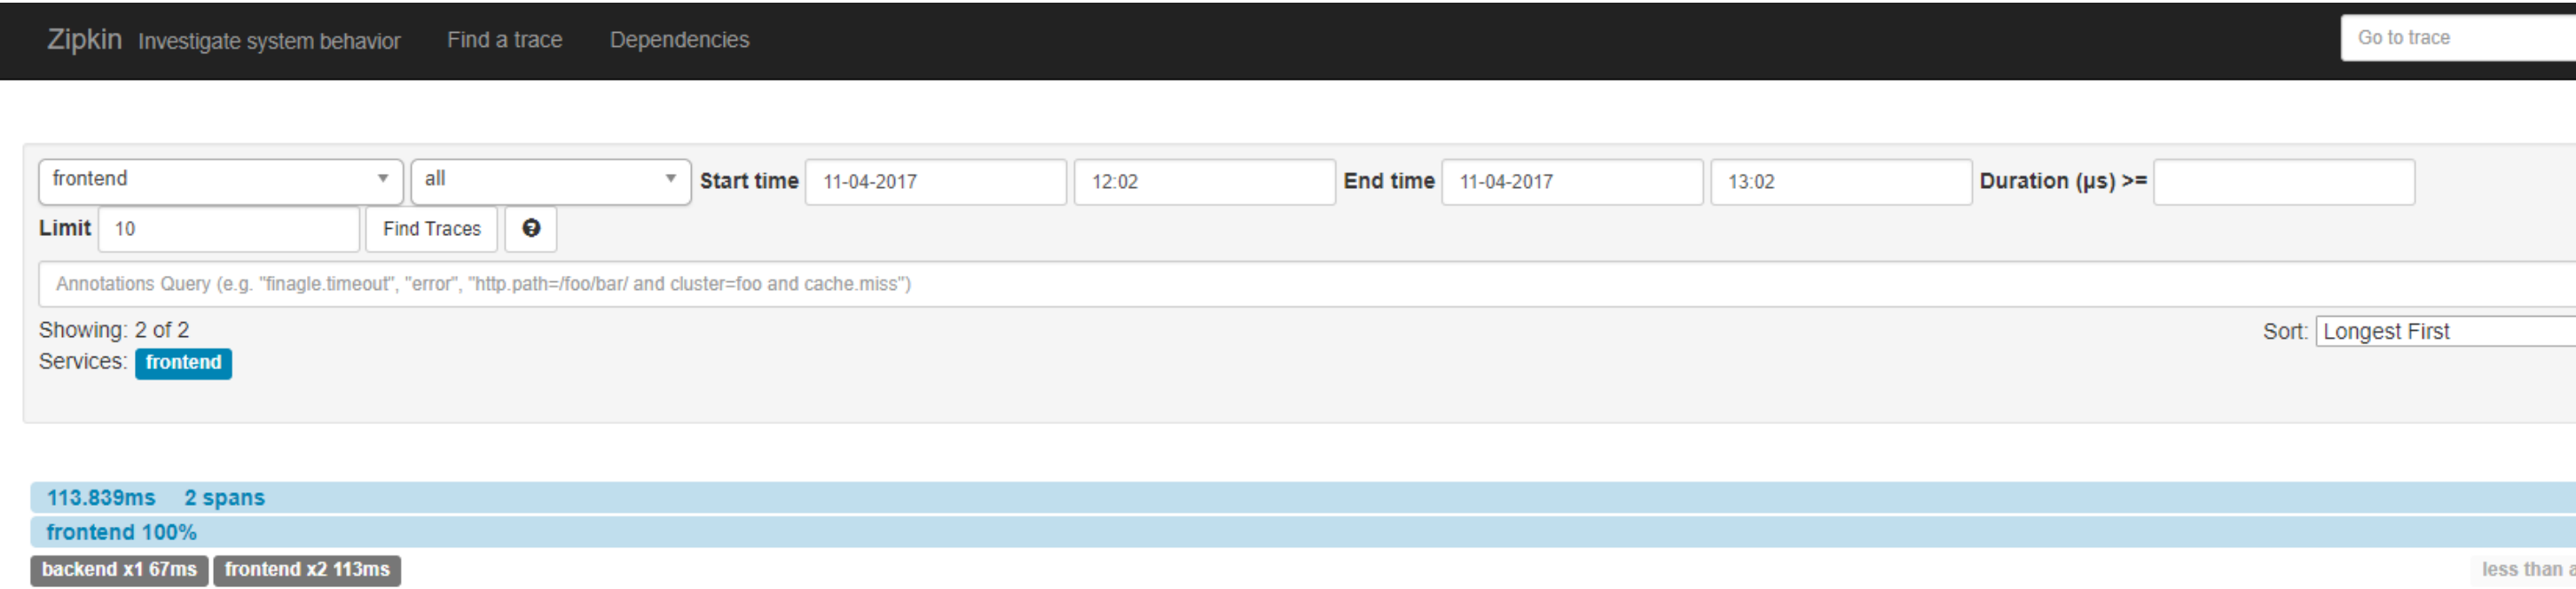 Zipkin Investigate system behavior Find a trace Dependencies Go to trace
frontend all Start time 11-04-2017 12:02 End time 11-04-2017 13:02 Duration (μs) >=
Limit 10 Find Traces
Annotations Query (e.g. "finagle.timeout", "error", "http.path=/foo/bar/ and cluster=foo and cache.miss")
Showing: 2 of 2 Sort: Longest First
Services: frontend
113.839ms 2 spans
frontend 100%
backend x1 67ms frontend x2 113ms less than a